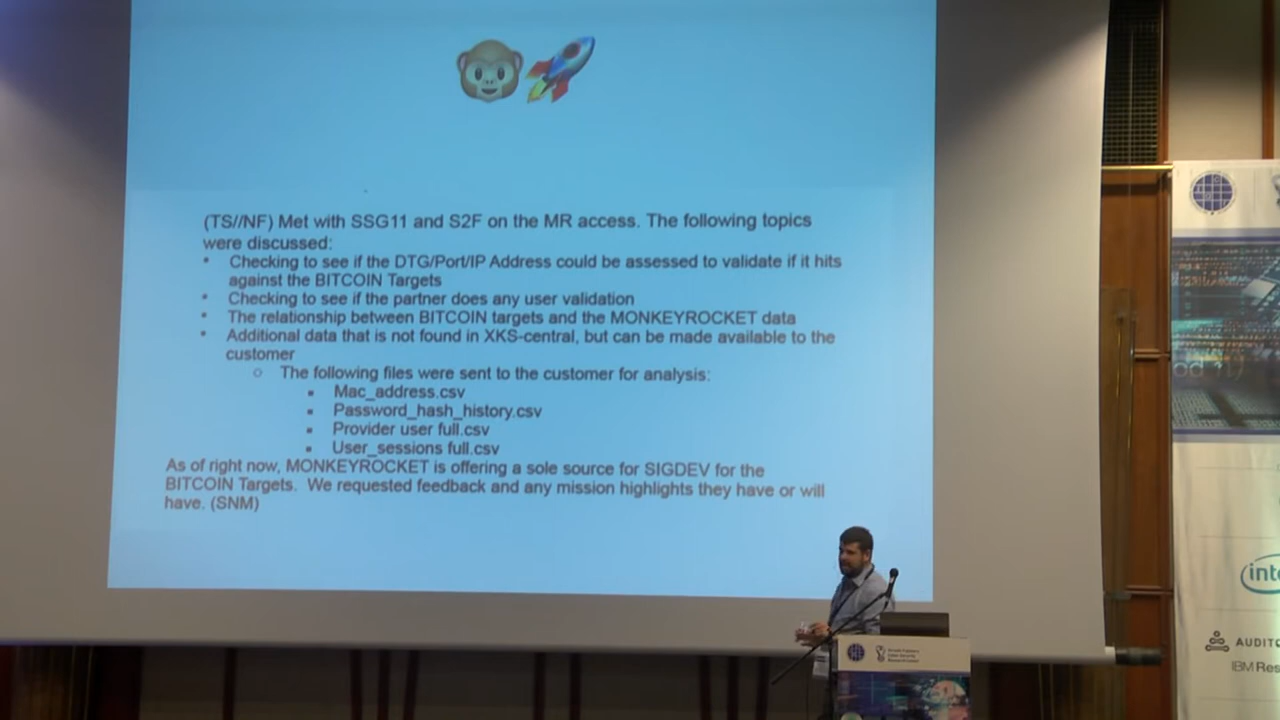 (TS//NF) Met with SSG11 and S2F on the MR access. The following topics
were discussed:
• Checking to see if the DTG/Port/IP Address could be assessed to validate if it hits
against the BITCOIN Targets
• Checking to see if the partner does any user validation
• The relationship between BITCOIN targets and the MONKEYROCKET data
• Additional data that is not found in XKS-central, but can be made available to the
customer
○ The following files were sent to the customer for analysis:
▪ Mac_address.csv
▪ Password_hash_history.csv
▪ Provider user full.csv
▪ User_sessions full.csv
As of right now, MONKEYROCKET is offering a sole source for SIGDEV for the
BITCOIN Targets. We requested feedback and any mission highlights they have or will
have. (SNM)
inte
AUDITO
IBM Res